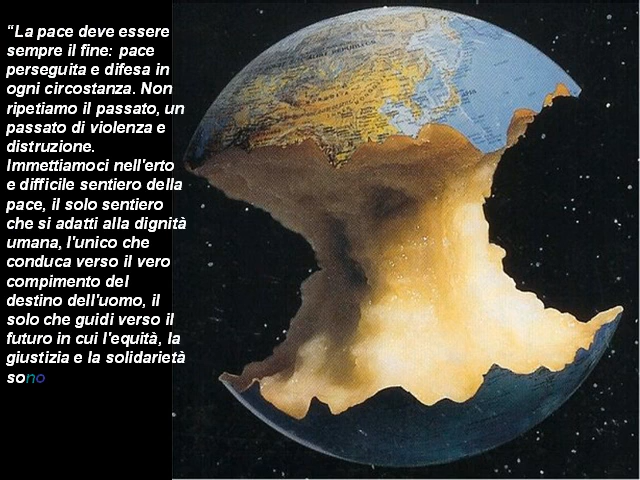 “La pace deve essere
sempre il fine: pace
perseguita e difesa in
ogni circostanza. Non
ripetiamo il passato, un
passato di violenza e
distruzione.
Immettiamoci nell'erto
e difficile sentiero della
pace, il solo sentiero
che si adatti alla dignità
umana, l'unico che
conduca verso il vero
compimento del
destino dell'uomo, il
solo che guidi verso il
futuro in cui l'equità, la
giustizia e la solidarietà
sono